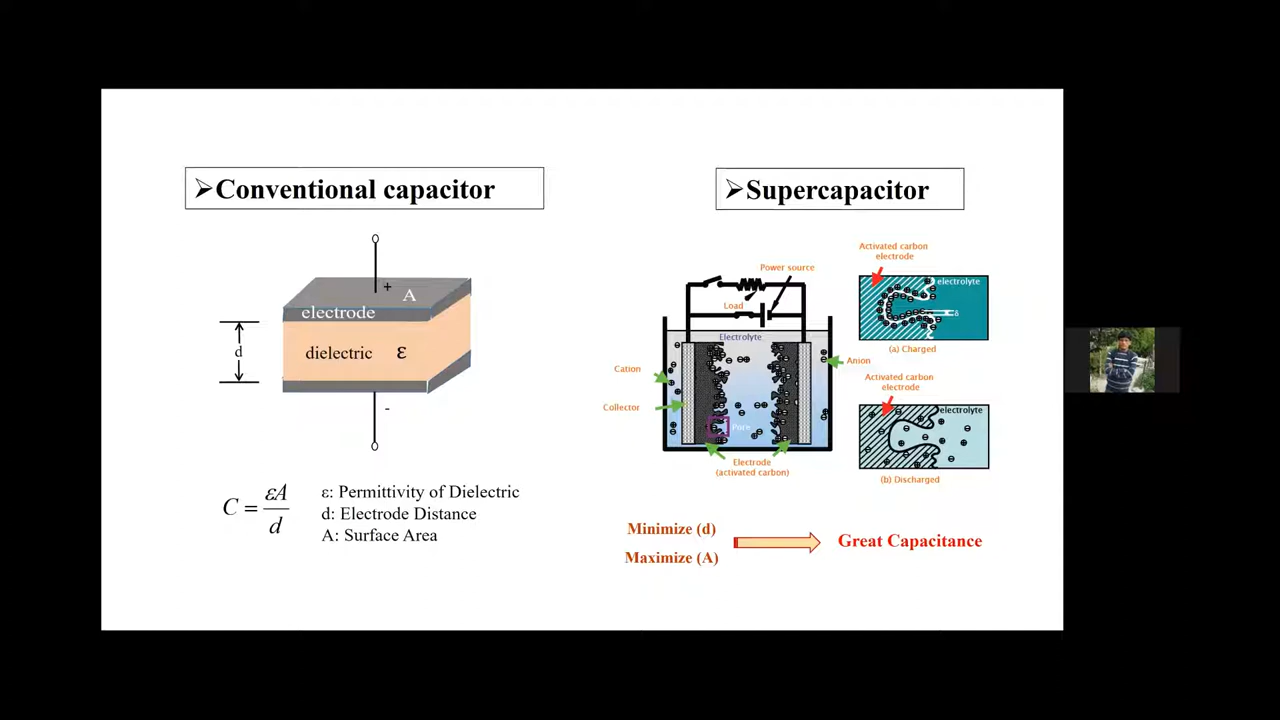 ➢Conventional capacitor
+
A
electrode
d
dielectric ε
-
C = εA/d
ε: Permittivity of Dielectric
d: Electrode Distance
A: Surface Area
➢Supercapacitor
Power source
Load
Electrolyte
Cation
Anion
Collector
Pore
Electrode
(activated carbon)
Activated carbon
electrode
electrolyte
δ
(a) Charged
Activated carbon
electrode
electrolyte
(b) Discharged
Minimize (d)
Maximize (A)
Great Capacitance